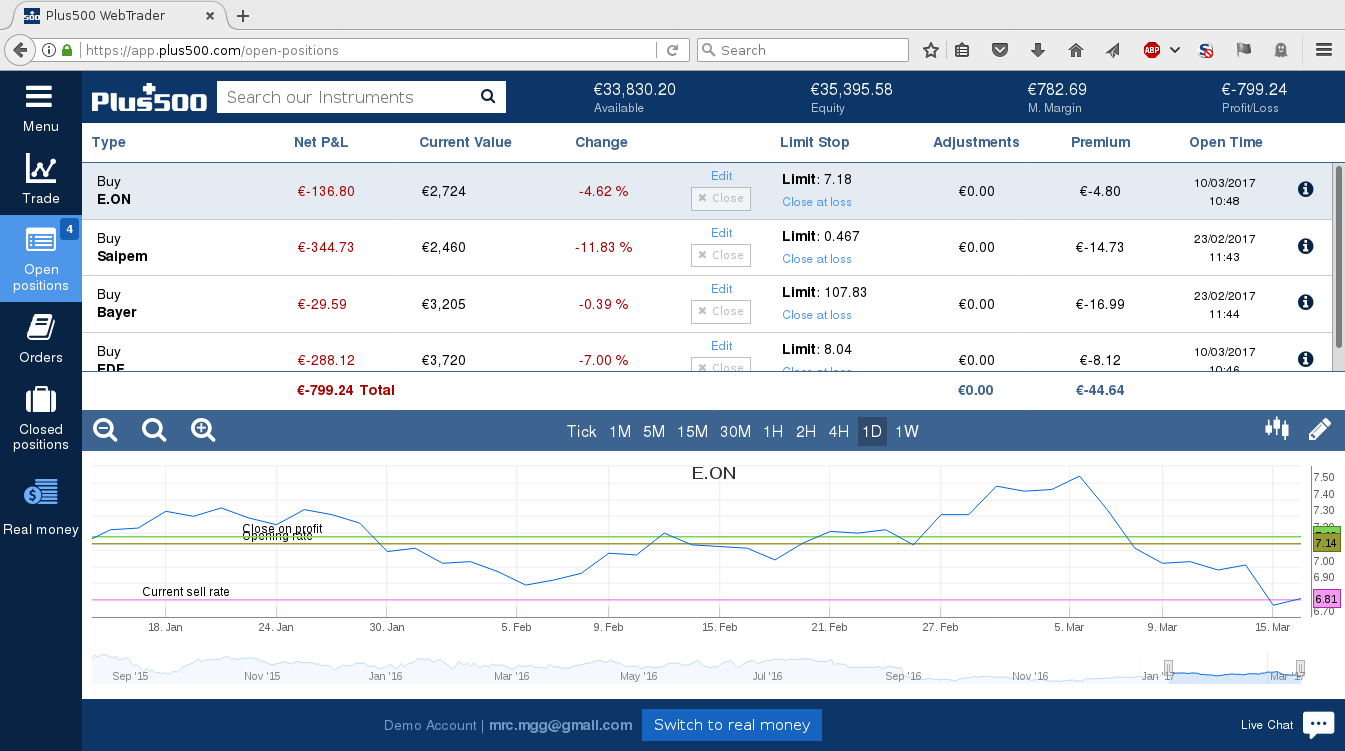 Plus500 WebTrader
https://app.plus500.com/open-positions
Search
ABP
Menu
Trade
4
Open
positions
Orders
Closed
positions
Real money
Plus500
Search our Instruments
€33,830.20
Available
€35,395.58
Equity
€782.69
M. Margin
€-799.24
Profit/Loss
Type Net P&L Current Value Change Limit Stop Adjustments Premium Open Time
Buy
E.ON
€-136.80 €2,724 -4.62 %
Edit
Close
Limit: 7.18
Close at loss
€0.00 €-4.80
10/03/2017
10:48
Buy
Saipem
€-344.73 €2,460 -11.83 %
Edit
Close
Limit: 0.467
Close at loss
€0.00 €-14.73
23/02/2017
11:43
Buy
Bayer
€-29.59 €3,205 -0.39 %
Edit
Close
Limit: 107.83
Close at loss
€0.00 €-16.99
23/02/2017
11:44
Buy
EDF
€-288.12 €3,720 -7.00 %
Edit
Close
Limit: 8.04
Close at loss
€0.00 €-8.12
10/03/2017
10:46
€-799.24 Total €0.00 €-44.64
Tick 1M 5M 15M 30M 1H 2H 4H 1D 1W
E.ON
7.50
7.40
7.30
7.14
7.00
6.90
6.81
6.70
Close on profit
Opening rate
Current sell rate
18. Jan 24. Jan 30. Jan 5. Feb 9. Feb 15. Feb 21. Feb 27. Feb 5. Mar 9. Mar 15. Mar
Sep '15 Nov '15 Jan '16 Mar '16 May '16 Jul '16 Sep '16 Nov '16 Jan '17 Mar '17
Demo Account | mrc.mgg@gmail.com
Switch to real money
Live Chat